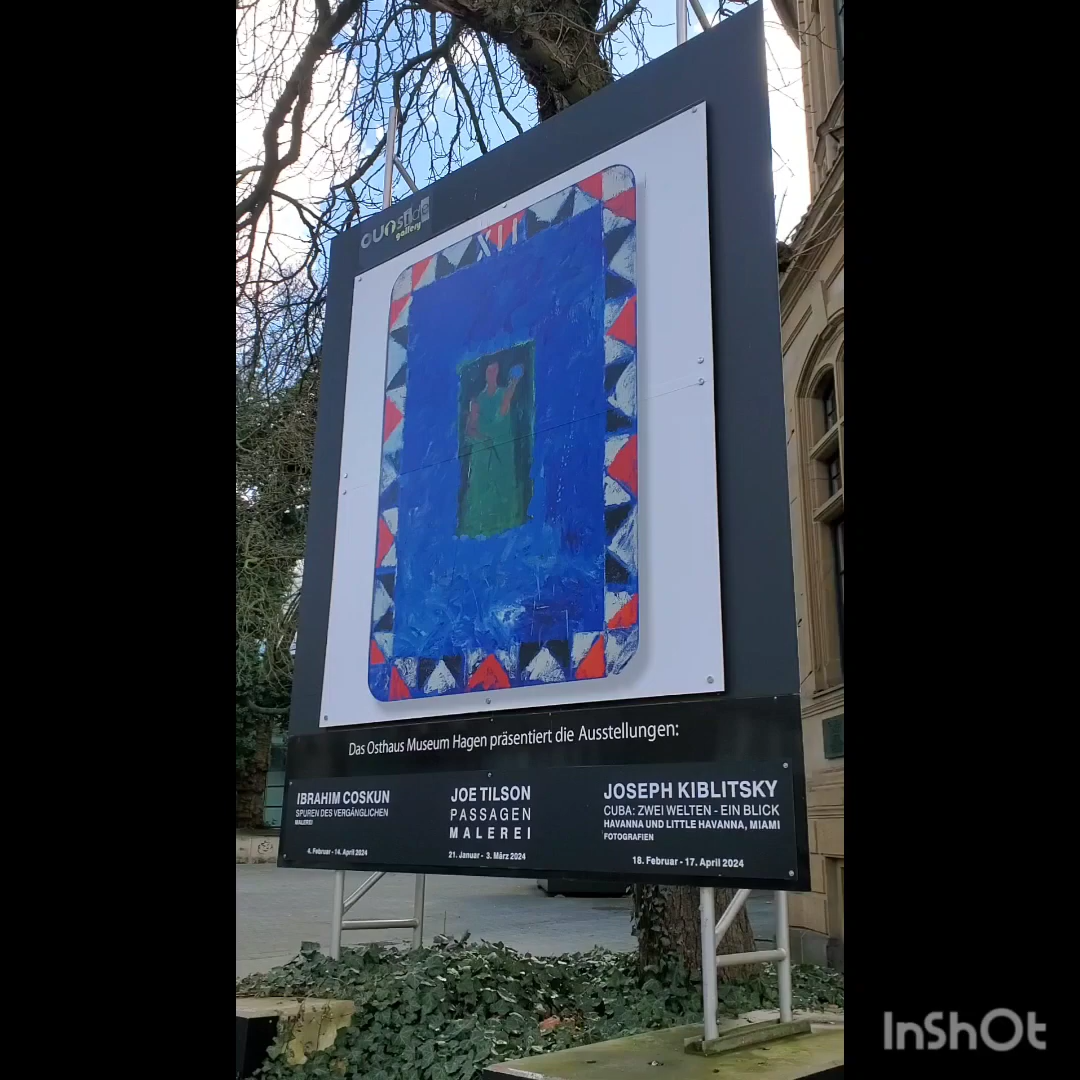 OUNSIDE
gallery
XII
Das Osthaus Museum Hagen präsentiert die Ausstellungen:
IBRAHIM COSKUN
SPUREN DES VERGÄNGLICHEN
MALEREI
4. Februar - 14. April 2024
JOE TILSON
PASSAGEN
MALEREI
21. Januar - 3. März 2024
JOSEPH KIBLITSKY
CUBA: ZWEI WELTEN - EIN BLICK
HAVANNA UND LITTLE HAVANNA, MIAMI
FOTOGRAFIEN
18. Februar - 17. April 2024
InShOt